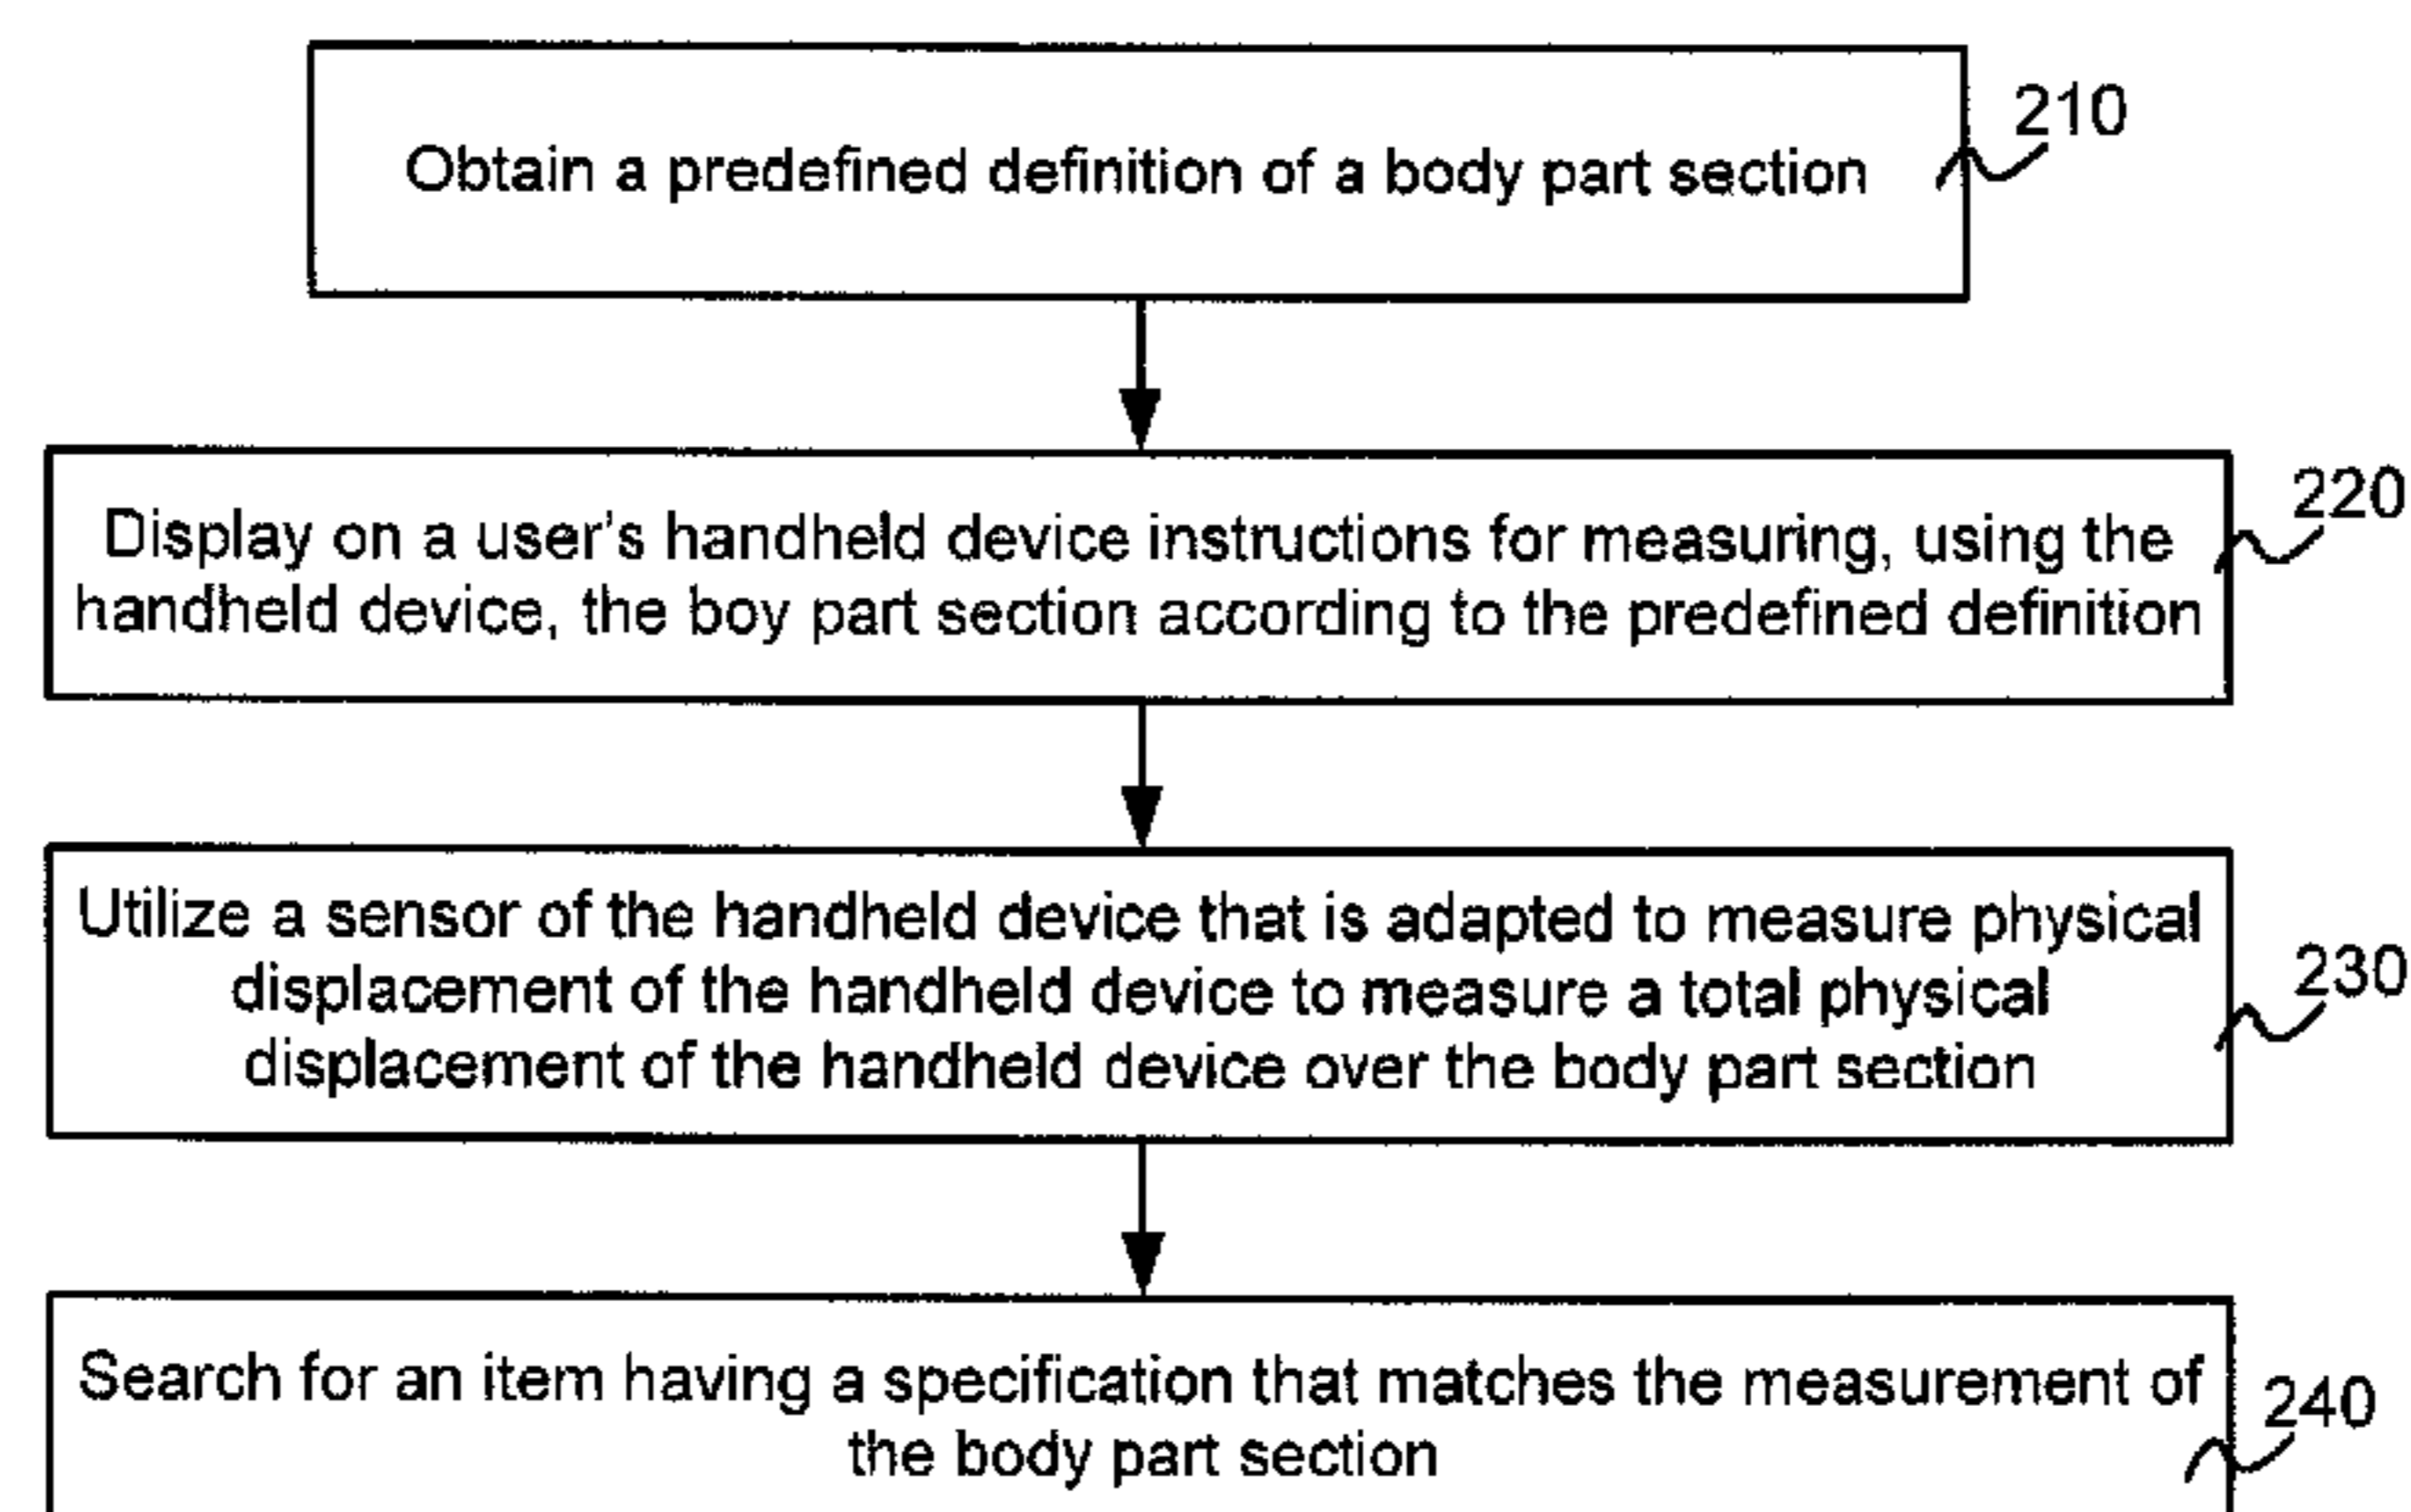 Obtain a predefined definition of a body part section
210
Display on a user's handheld device instructions for measuring, using the
handheld device, the boy part section according to the predefined definition
220
Utilize a sensor of the handheld device that is adapted to measure physical
displacement of the handheld device to measure a total physical
displacement of the handheld device over the body part section
230
Search for an item having a specification that matches the measurement of
the body part section
240